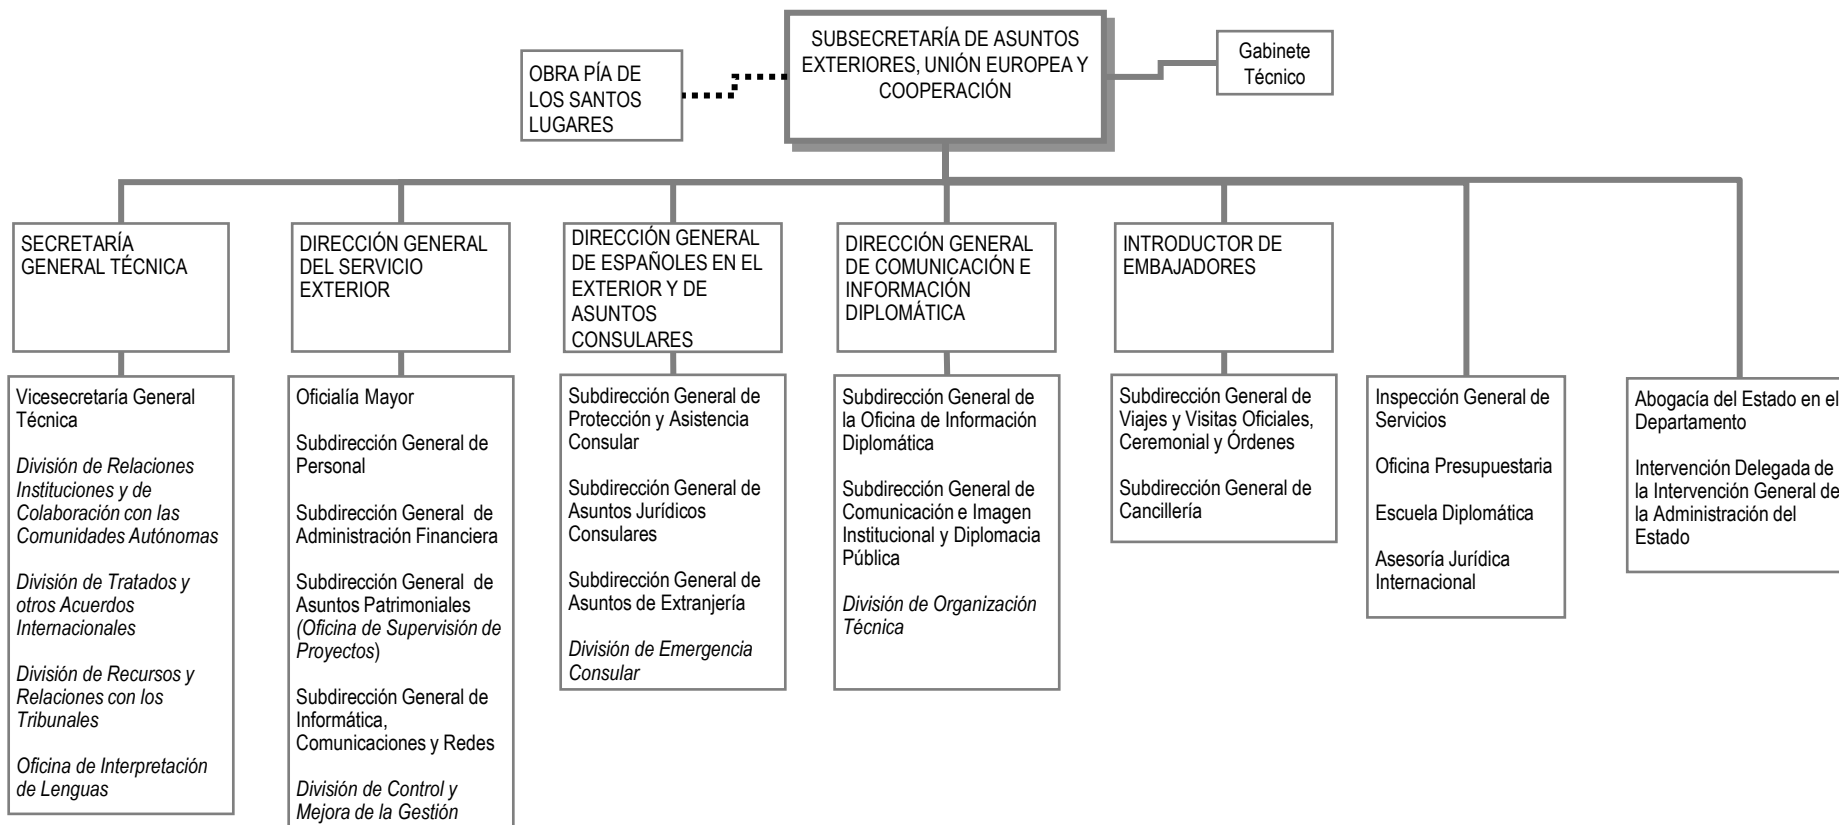 SUBSECRETARÍA DE ASUNTOS
EXTERIORES, UNIÓN EUROPEA Y
COOPERACIÓN
OBRA PÍA DE
LOS SANTOS
LUGARES
Gabinete
Técnico
SECRETARÍA
GENERAL TÉCNICA
DIRECCIÓN GENERAL
DEL SERVICIO
EXTERIOR
DIRECCIÓN GENERAL
DE ESPAÑOLES EN EL
EXTERIOR Y DE
ASUNTOS
CONSULARES
DIRECCIÓN GENERAL
DE COMUNICACIÓN E
INFORMACIÓN
DIPLOMÁTICA
INTRODUCTOR DE
EMBAJADORES
Vicesecretaría General
Técnica
División de Relaciones
Instituciones y de
Colaboración con las
Comunidades Autónomas
División de Tratados y
otros Acuerdos
Internacionales
División de Recursos y
Relaciones con los
Tribunales
Oficina de Interpretación
de Lenguas
Oficialía Mayor
Subdirección General de
Personal
Subdirección General de
Administración Financiera
Subdirección General de
Asuntos Patrimoniales
(Oficina de Supervisión de
Proyectos)
Subdirección General de
Informática,
Comunicaciones y Redes
División de Control y
Mejora de la Gestión
Subdirección General de
Protección y Asistencia
Consular
Subdirección General de
Asuntos Jurídicos
Consulares
Subdirección General de
Asuntos de Extranjería
División de Emergencia
Consular
Subdirección General de
la Oficina de Información
Diplomática
Subdirección General de
Comunicación e Imagen
Institucional y Diplomacia
Pública
División de Organización
Técnica
Subdirección General de
Viajes y Visitas Oficiales,
Ceremonial y Órdenes
Subdirección General de
Cancillería
Inspección General de
Servicios
Oficina Presupuestaria
Escuela Diplomática
Asesoría Jurídica
Internacional
Abogacía del Estado en el
Departamento
Intervención Delegada de
la Intervención General de
la Administración del
Estado